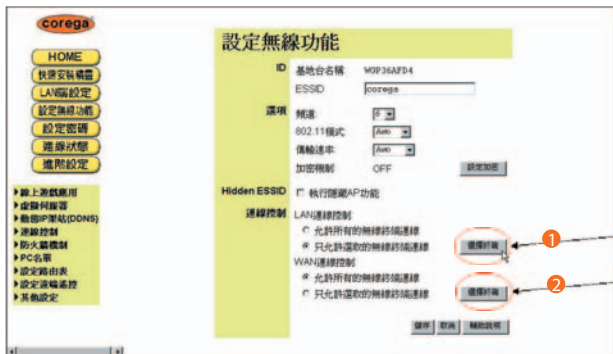 corega
HOME
快速安裝精靈
LAN端設定
設定無線功能
設定密碼
連線狀態
進階設定
線上遊戲應用
虛擬伺服器
動態IP架站(DDNS)
連線控制
防火牆機制
PC名單
設定路由表
設定遠端遙控
其他設定
設定無線功能
ID 基地台名稱 WOP36AFD4
ESSID corega
選項 頻道 6
802.11模式 Auto
傳輸速率 Auto
加密機制 OFF 設定加密
Hidden ESSID 執行隱藏AP功能
連線控制 LAN連線控制
允許所有的無線終端連線
只允許選取的無線終端連線 選擇終端 1
WAN連線控制
允許所有的無線終端連線
只允許選取的無線終端連線 選擇終端 2
儲存 取消 輔助說明